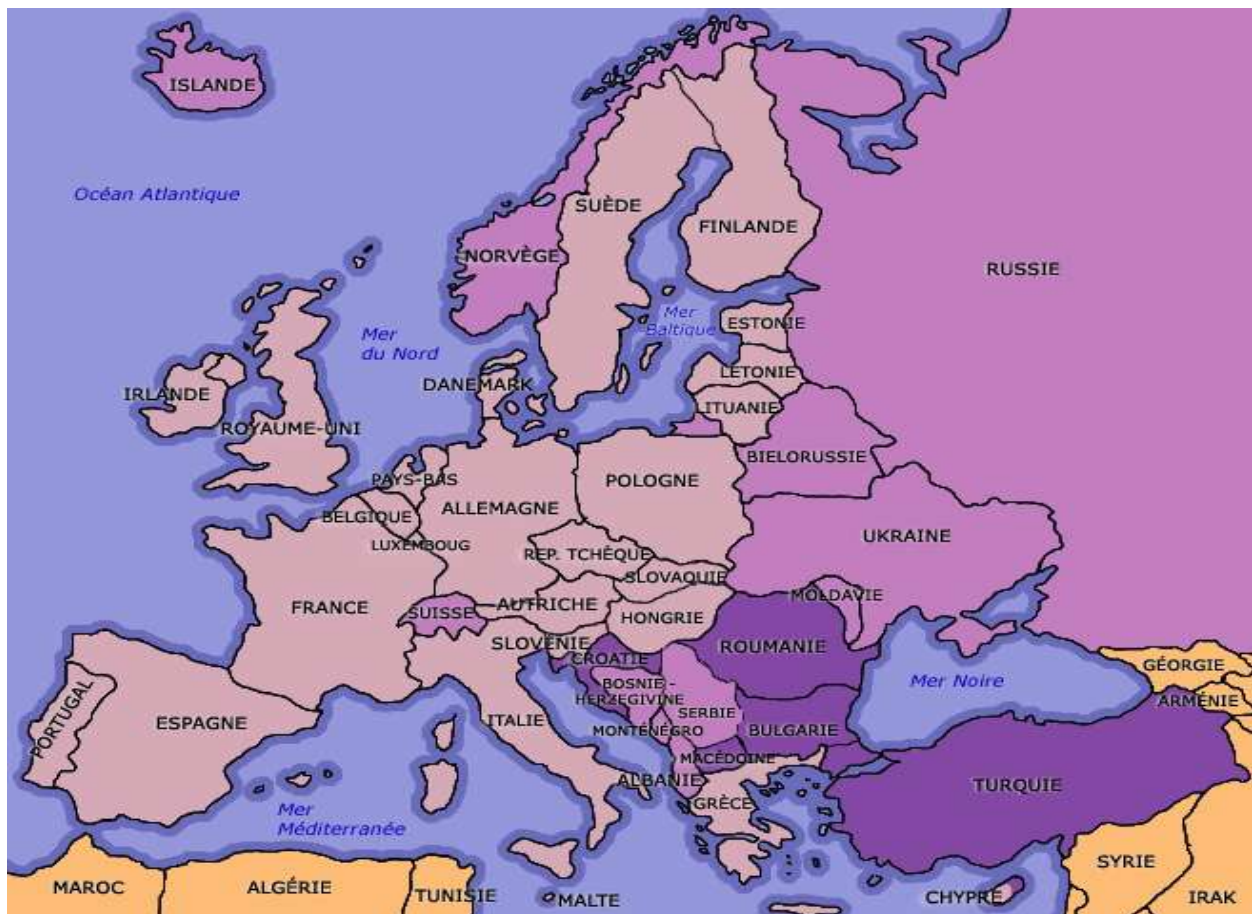 ISLANDE
Océan Atlantique
SUÈDE
FINLANDE
NORVÈGE
RUSSIE
Mer
du Nord
Mer
Baltique
ESTONIE
LETONIE
IRLANDE
DANEMARK
LITUANIE
ROYAUME-UNI
BIELORUSSIE
PAYS-BAS
POLOGNE
ALLEMAGNE
BELGIQUE
UKRAINE
LUXEMBOUG
REP. TCHÈQUE
SLOVAQUIE
MOLDAVIE
FRANCE
SUISSE
AUTRICHE
HONGRIE
SLOVÉNIE
ROUMANIE
CROATIE
GÉORGIE
Mer Noire
BOSNIE -
HERZEGIVINE
ARMÉNIE
PORTUGAL
ESPAGNE
ITALIE
SERBIE
MONTÉNÉGRO
BULGARIE
MACÉDOINE
ALBANIE
TURQUIE
GRÈCE
Mer
Méditerranée
SYRIE
MAROC
ALGÉRIE
TUNISIE
MALTE
CHYPRE
IRAK